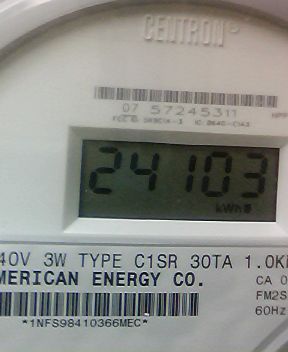 CENTRON®
07 57245311
24103
kWh
40V 3W TYPE C1SR 30TA 1.0K
MERICAN ENERGY CO.
CA 0
FM2S
60Hz
*1NFS98410366MEC*